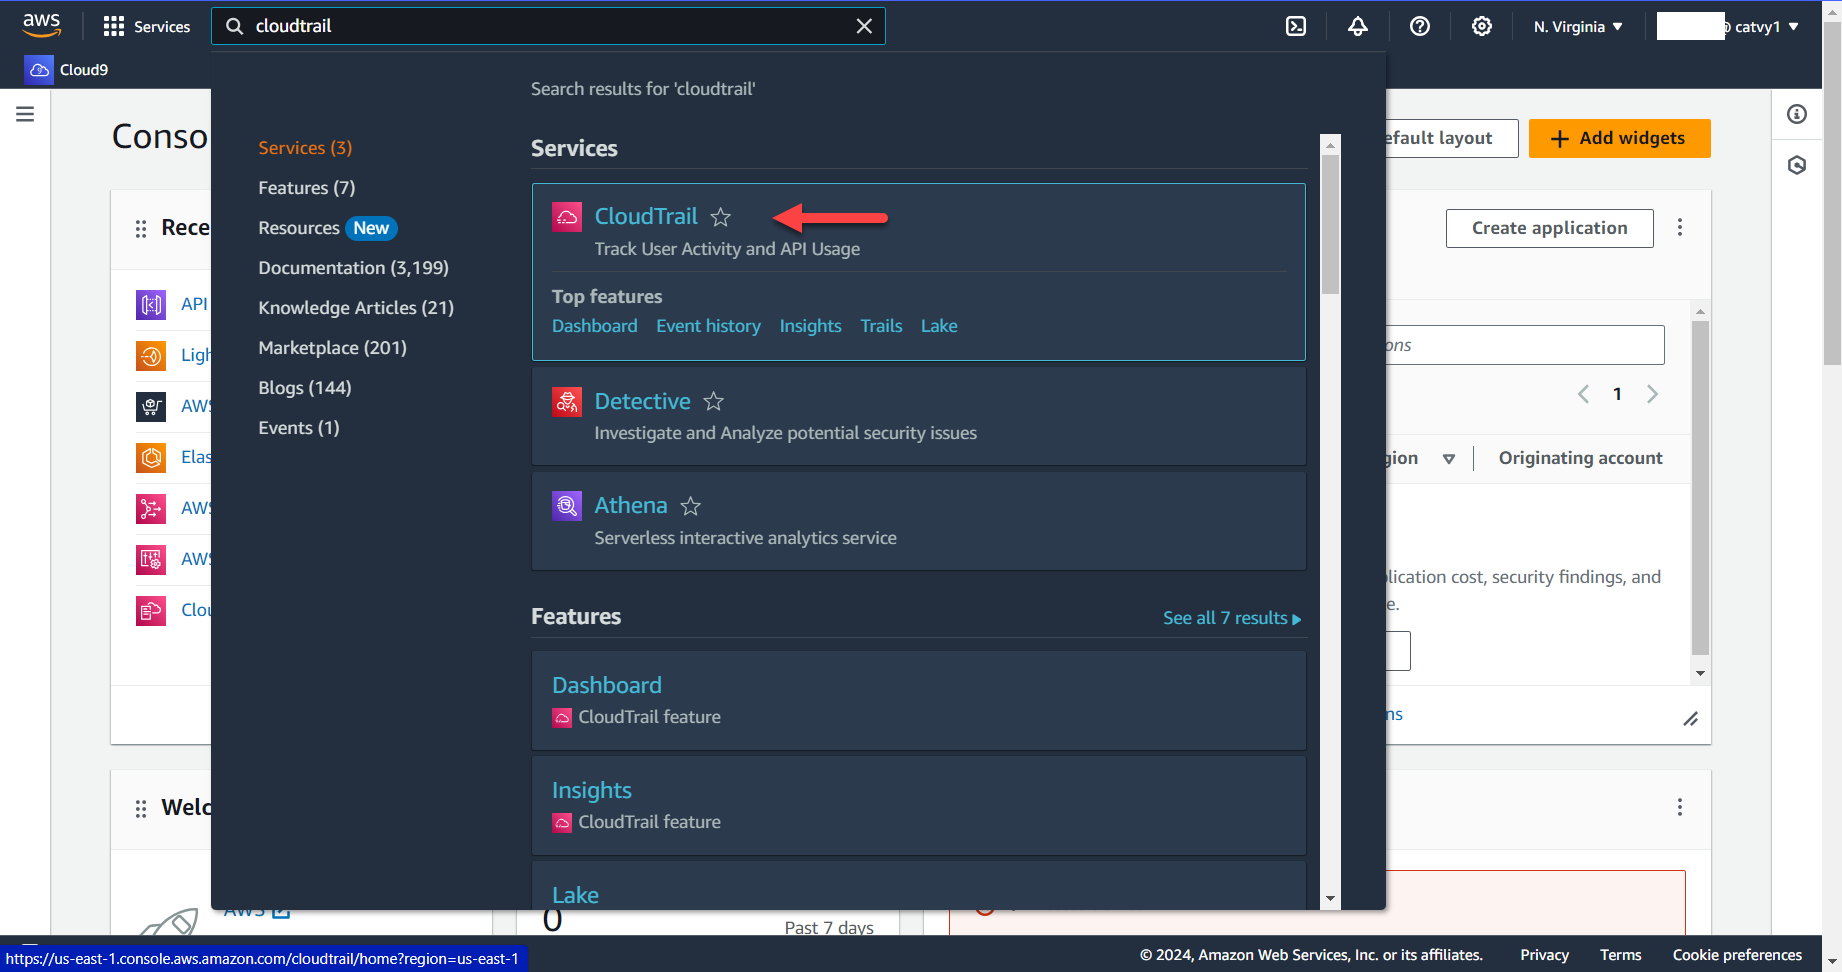 aws
Services
cloudtrail
N. Virginia
@ catvy1
Cloud9
Search results for 'cloudtrail'
Services (3)
Features (7)
Resources New
Documentation (3,199)
Knowledge Articles (21)
Marketplace (201)
Blogs (144)
Events (1)
Services
CloudTrail
Track User Activity and API Usage
Top features
Dashboard Event history Insights Trails Lake
Detective
Investigate and Analyze potential security issues
Athena
Serverless interactive analytics service
Features
See all 7 results
Dashboard
CloudTrail feature
Insights
CloudTrail feature
Lake
Conso
efault layout
Add widgets
Rece
API
Ligh
AWS
Elas
AWS
AWS
Clou
Create application
ons
1
gion
Originating account
plication cost, security findings, and
e.
ms
Welc
AWS
0
Past 7 days
https://us-east-1.console.aws.amazon.com/cloudtrail/home?region=us-east-1
© 2024, Amazon Web Services, Inc. or its affiliates.
Privacy
Terms
Cookie preferences